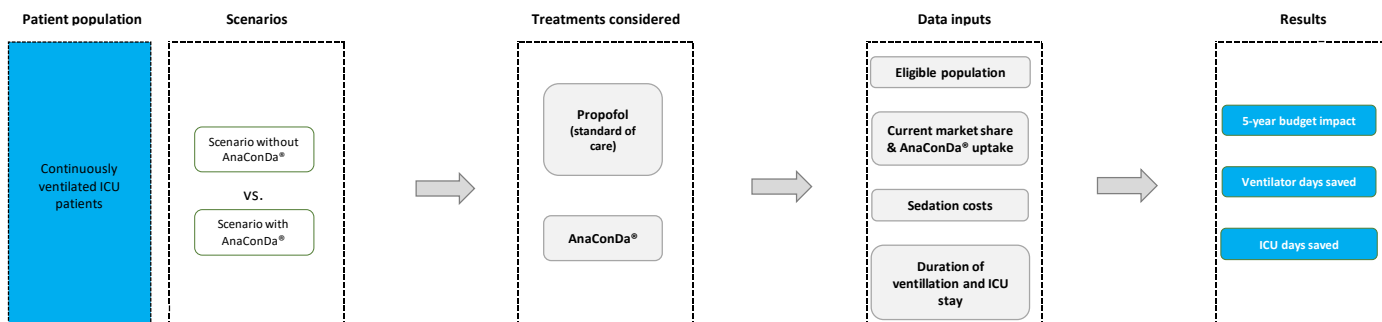 Patient population
Scenarios
Treatments considered
Data inputs
Results
Continuously
ventilated ICU
patients
Scenario without
AnaConDa®
vs.
Scenario with
AnaConDa®
Propofol
(standard of
care)
AnaConDa®
Eligible population
Current market share
& AnaConDa® uptake
Sedation costs
Duration of
ventillation and ICU
stay
5-year budget impact
Ventilator days saved
ICU days saved